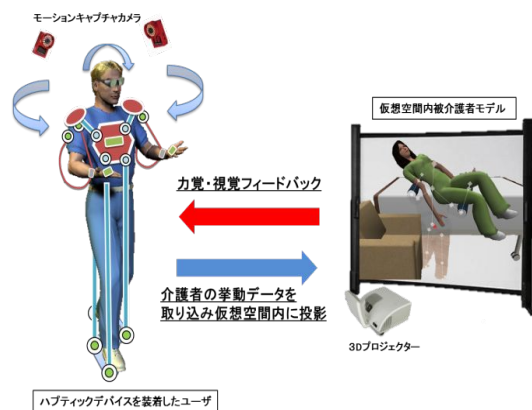 モーションキャプチャカメラ
仮想空間内被介護者モデル
力覚・視覚フィードバック
介護者の挙動データを
取り込み仮想空間内に投影
3Dプロジェクター
ハプティックデバイスを装着したユーザ